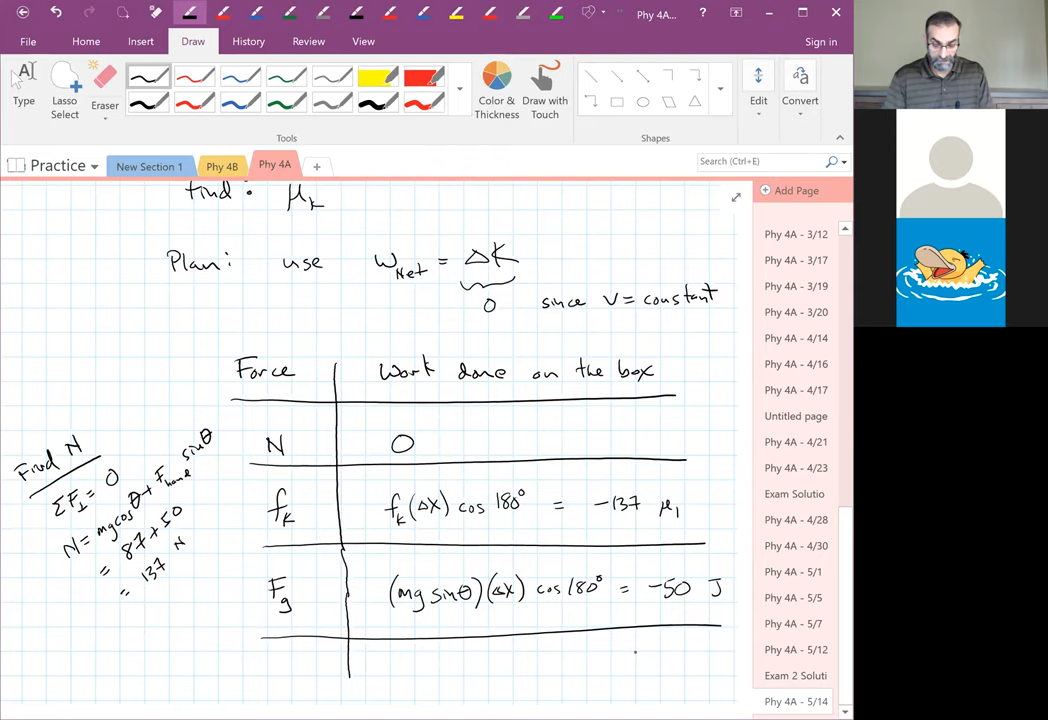 Phy 4A...
File
Home
Insert
Draw
History
Review
View
Sign in
Type
Lasso Select
Eraser
Color & Thickness
Draw with Touch
Edit
Convert
Tools
Shapes
Practice
New Section 1
Phy 4B
Phy 4A
Search (Ctrl+E)
Add Page
Phy 4A - 3/12
Phy 4A - 3/17
Phy 4A - 3/19
Phy 4A - 3/20
Phy 4A - 4/14
Phy 4A - 4/16
Phy 4A - 4/17
Untitled page
Phy 4A - 4/21
Phy 4A - 4/23
Exam Solutio
Phy 4A - 4/28
Phy 4A - 4/30
Phy 4A - 5/1
Phy 4A - 5/5
Phy 4A - 5/7
Phy 4A - 5/12
Exam 2 Soluti
Phy 4A - 5/14
find: μk
Plan: use WNet = ΔK
0 since v = constant
Force Work done on the box
N 0
fk fk(Δx) cos 180° = -137 μ1
Fg (mg sinθ)(Δx) cos 180° = -50 J
Find N
ΣF⊥ = 0
N = mg cosθ + Fhand sinθ
= 87 + 50
= 137 N